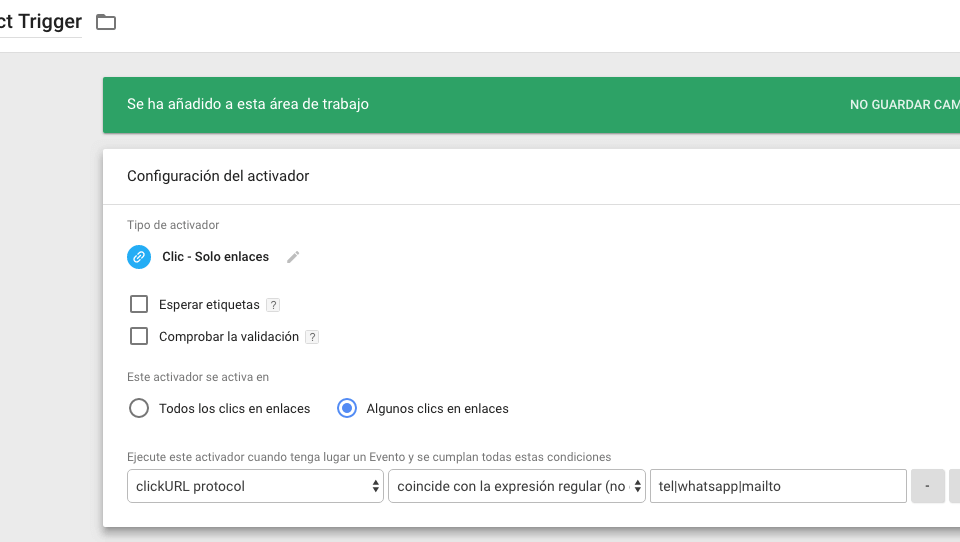 ct Trigger
Se ha añadido a esta área de trabajo
NO GUARDAR CAM
Configuración del activador
Tipo de activador
Clic - Solo enlaces
Esperar etiquetas ?
Comprobar la validación ?
Este activador se activa en
Todos los clics en enlaces Algunos clics en enlaces
Ejecute este activador cuando tenga lugar un Evento y se cumplan todas estas condiciones
clickURL protocol coincide con la expresión regular (no tel|whatsapp|mailto -